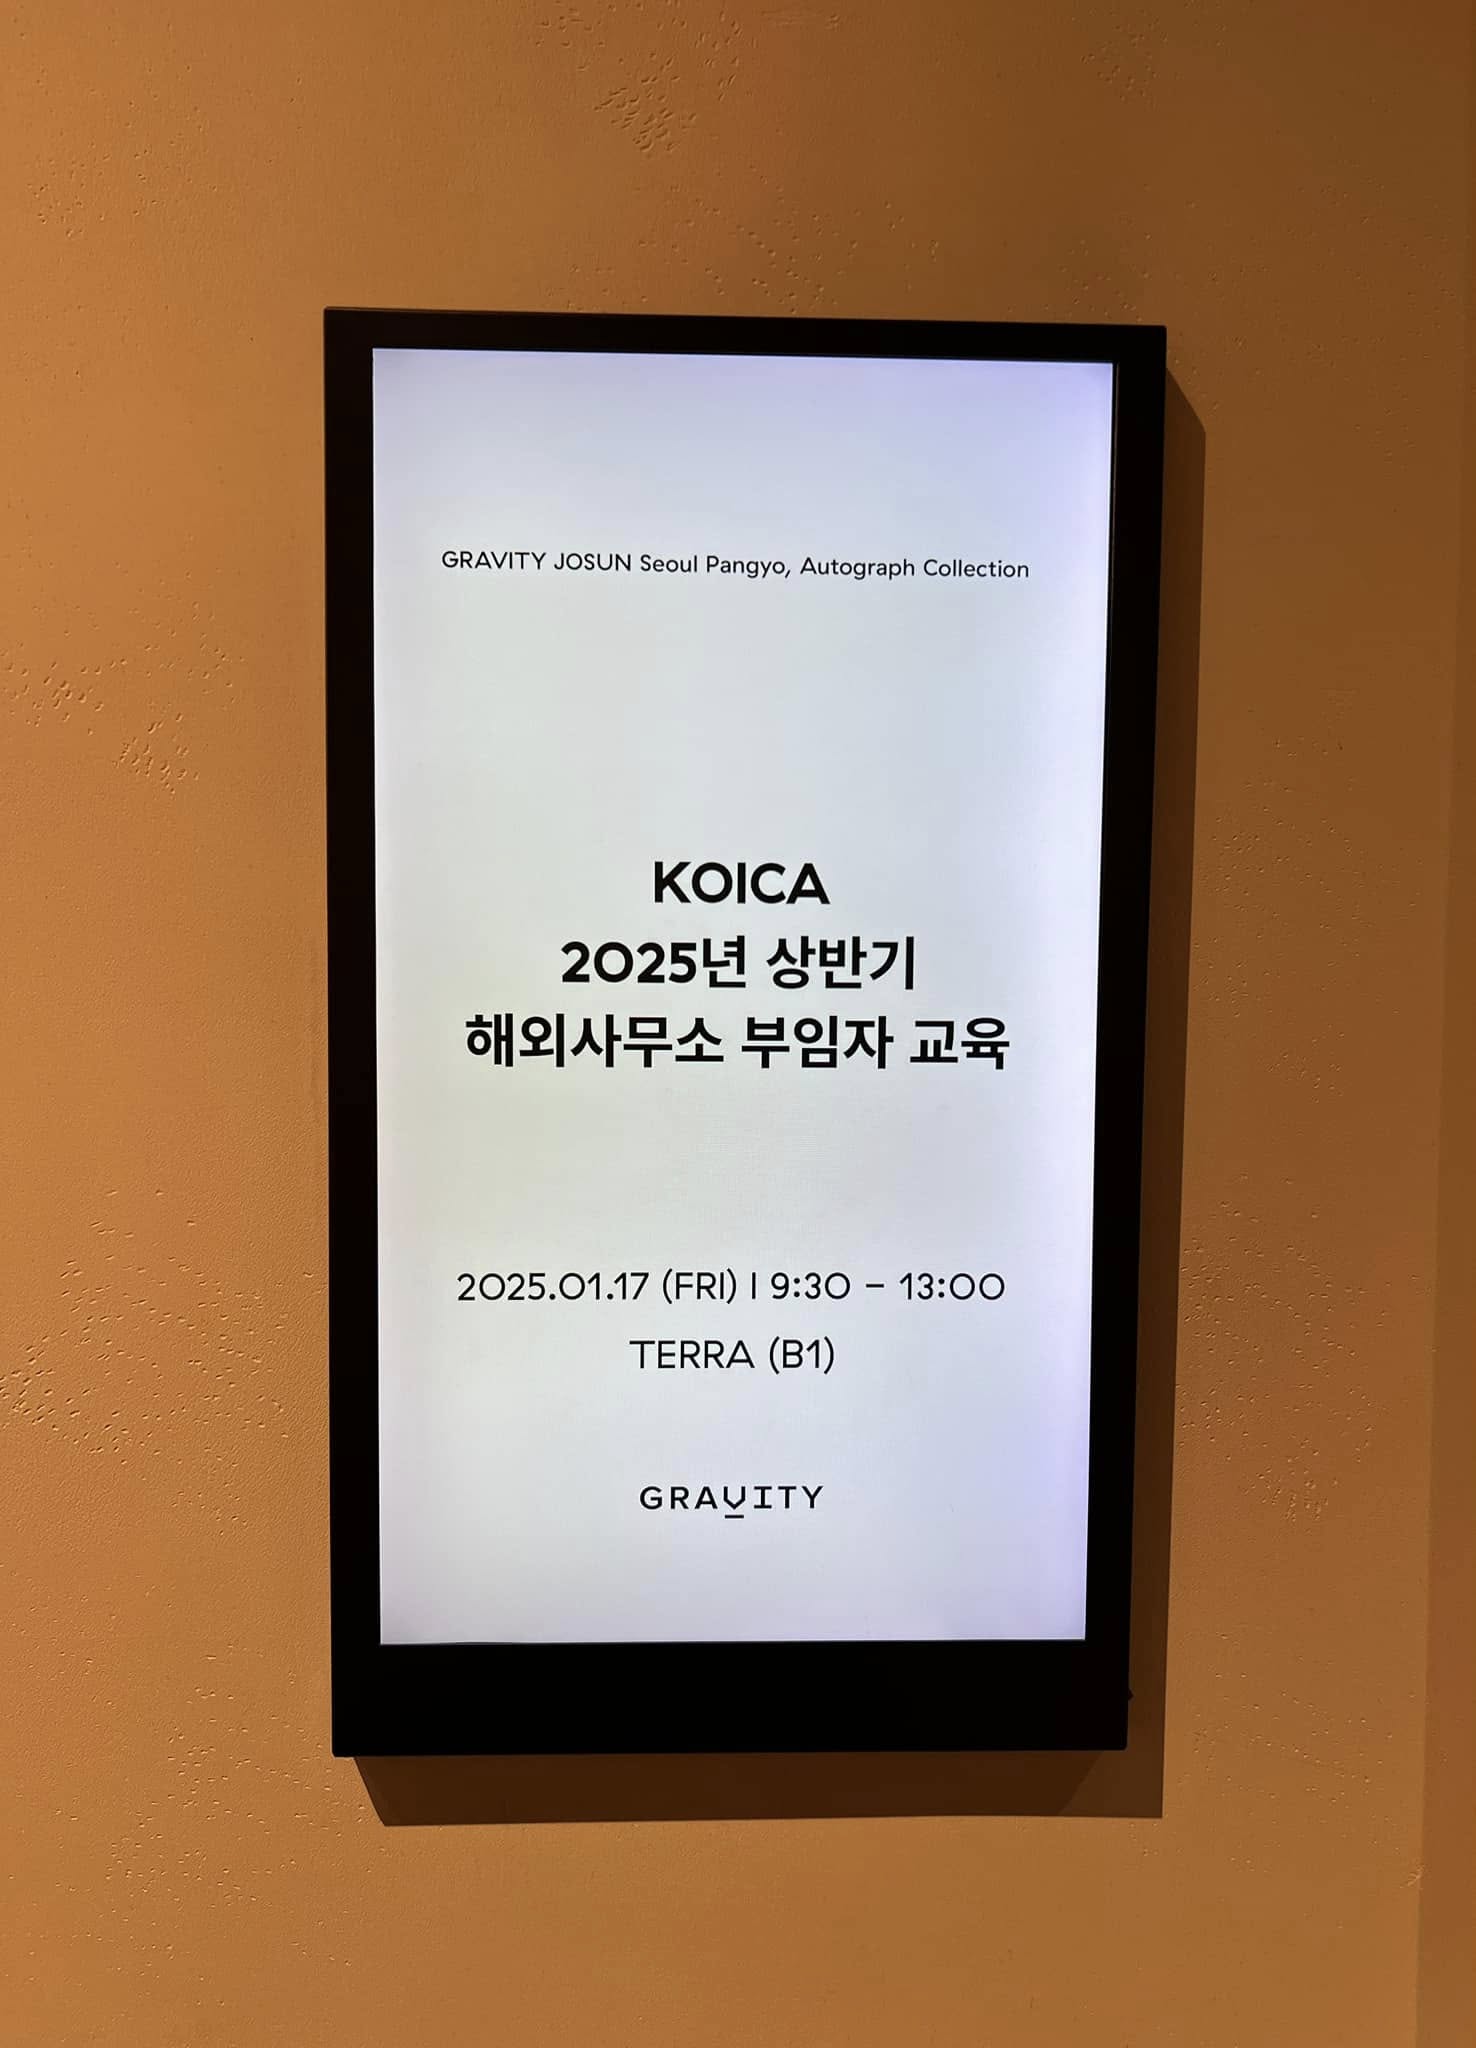 GRAVITY JOSUN Seoul Pangyo, Autograph Collection
KOICA
2025년 상반기
해외사무소 부임자 교육
2025.01.17 (FRI) | 9:30 - 13:00
TERRA (B1)
GRAVITY